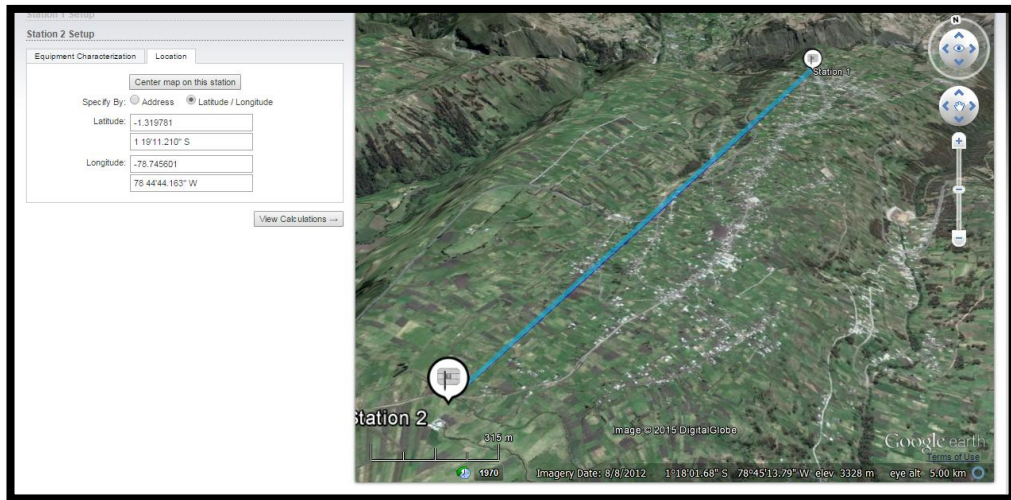 Station 1 Setup
Station 2 Setup
Equipment Characterization Location
Center map on this station
Specify By: Address Latitude / Longitude
Latitude: -1.319781
1 19'11.210" S
Longitude: -78.745601
78 44'44.163" W
View Calculations →
N
Station 1
Station 2
315 m
Image © 2015 DigitalGlobe
Google earth
Terms of Use
1970 Imagery Date: 8/8/2012 1°18'01.68" S 78°45'13.79" W elev 3328 m eye alt 5.00 km